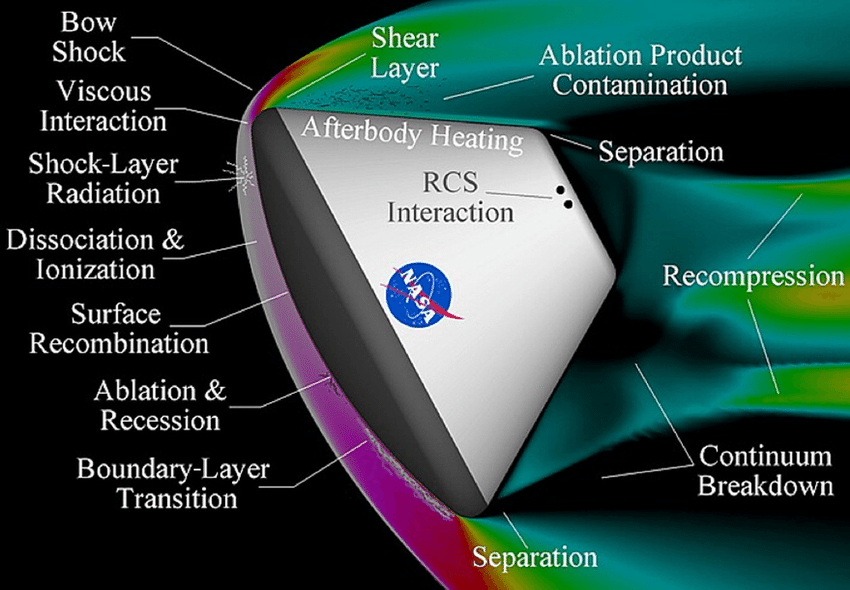 Bow
Shock
Viscous
Interaction
Shock-Layer
Radiation
Dissociation &
Ionization
Surface
Recombination
Ablation &
Recession
Boundary-Layer
Transition
Shear
Layer
Ablation Product
Contamination
Afterbody Heating
Separation
RCS
Interaction
NASA
Recompression
Continuum
Breakdown
Separation